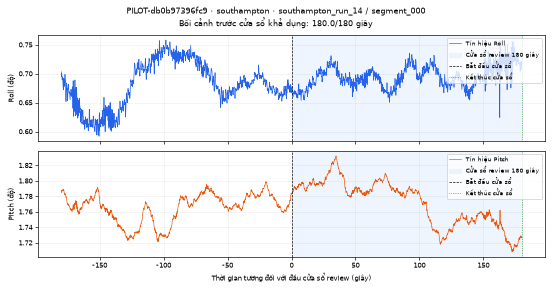 PILOT-db0b97396fc9 · southampton · southampton_run_14 / segment_000
Bối cảnh trước cửa sổ khả dụng: 180.0/180 giây
Roll (độ)
0.75
0.70
0.65
0.60
Tín hiệu Roll
Cửa sổ review 180 giây
Bắt đầu cửa sổ
Kết thúc cửa sổ
Pitch (độ)
1.82
1.80
1.78
1.76
1.74
1.72
Tín hiệu Pitch
Cửa sổ review 180 giây
Bắt đầu cửa sổ
Kết thúc cửa sổ
-150 -100 -50 0 50 100 150
Thời gian tương đối với đầu cửa sổ review (giây)